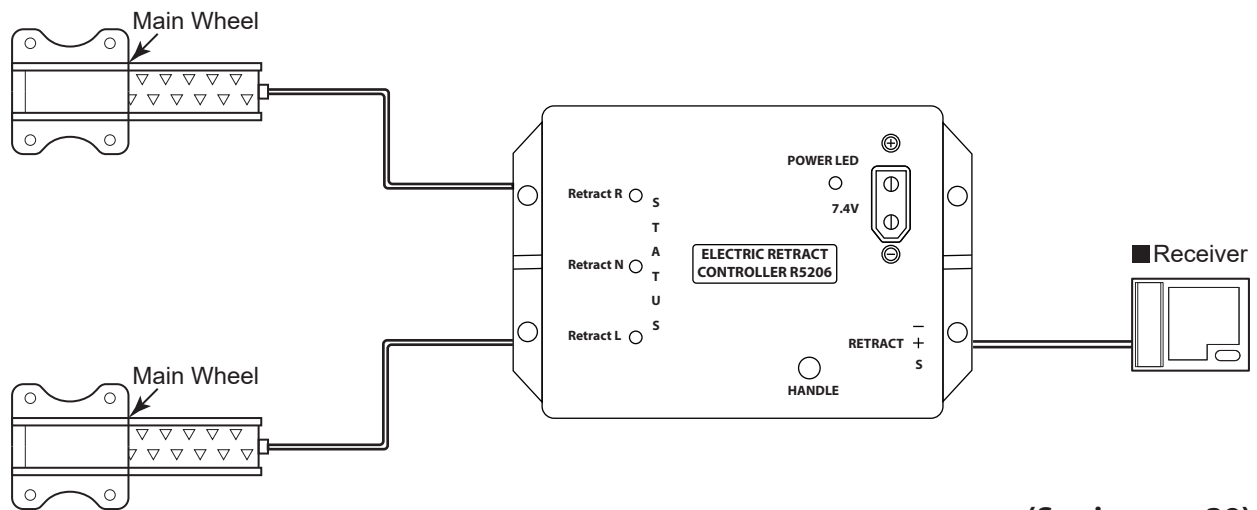 Main Wheel
POWER LED
Retract R
7.4V
S
T
A
T
U
S
Retract N
ELECTRIC RETRACT
CONTROLLER R5206
■Receiver
Retract L
RETRACT
−
+
S
HANDLE
Main Wheel